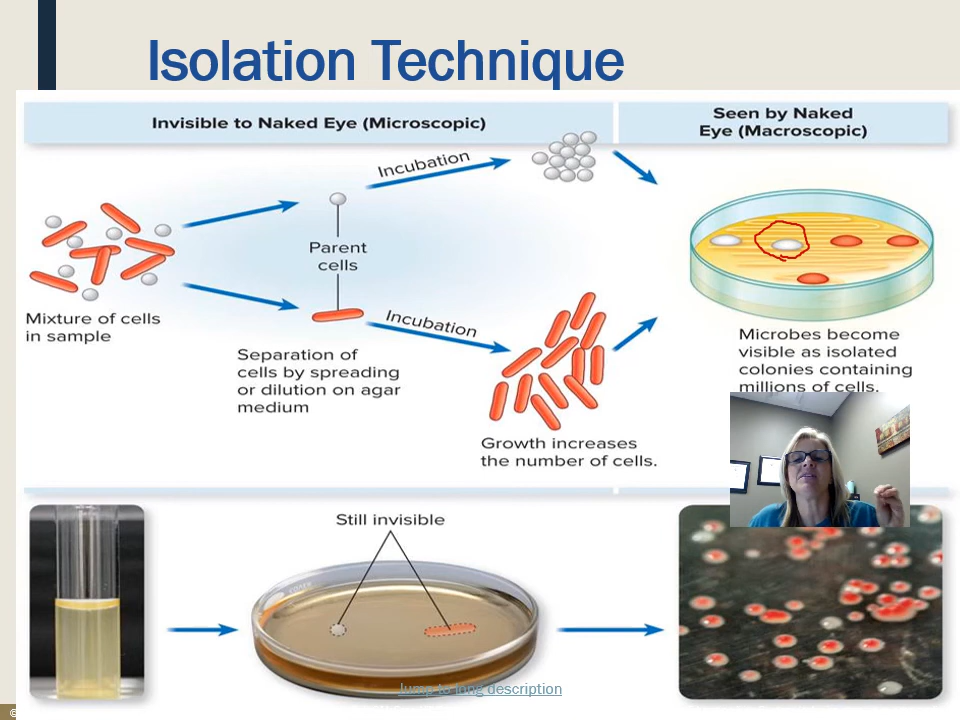 Isolation Technique
Invisible to Naked Eye (Microscopic)
Seen by Naked
Eye (Macroscopic)
Incubation
Parent
cells
Mixture of cells
in sample
Incubation
Separation of
cells by spreading
or dilution on agar
medium
Growth increases
the number of cells.
Microbes become
visible as isolated
colonies containing
millions of cells.
Still invisible
Jump to long description
©